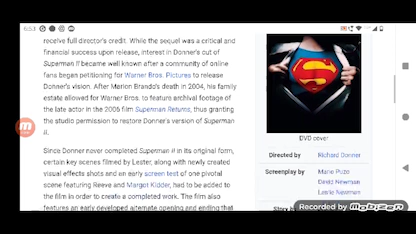 6:53
receive full director's credit. While the sequel was a critical and
financial success upon release, interest in Donner's cut of
Superman II became well known after a community of online
fans began petitioning for Warner Bros. Pictures to release
Donner's vision. After Marlon Brando's death in 2004, his family
estate allowed for Warner Bros. to feature archival footage of
the late actor in the 2006 film Superman Returns, thus granting
the studio permission to restore Donner's version of Superman
II.
Since Donner never completed Superman II in its original form,
certain key scenes filmed by Lester, along with newly created
visual effects shots and an early screen test of one pivotal
scene featuring Reeve and Margot Kidder, had to be added to
the film in order to create a completed work. The film also
features an early developed alternate opening and ending that
DVD cover
Directed by Richard Donner
Screenplay by Mario Puzo
David Newman
Leslie Newman
Story by
Recorded by Mobizen